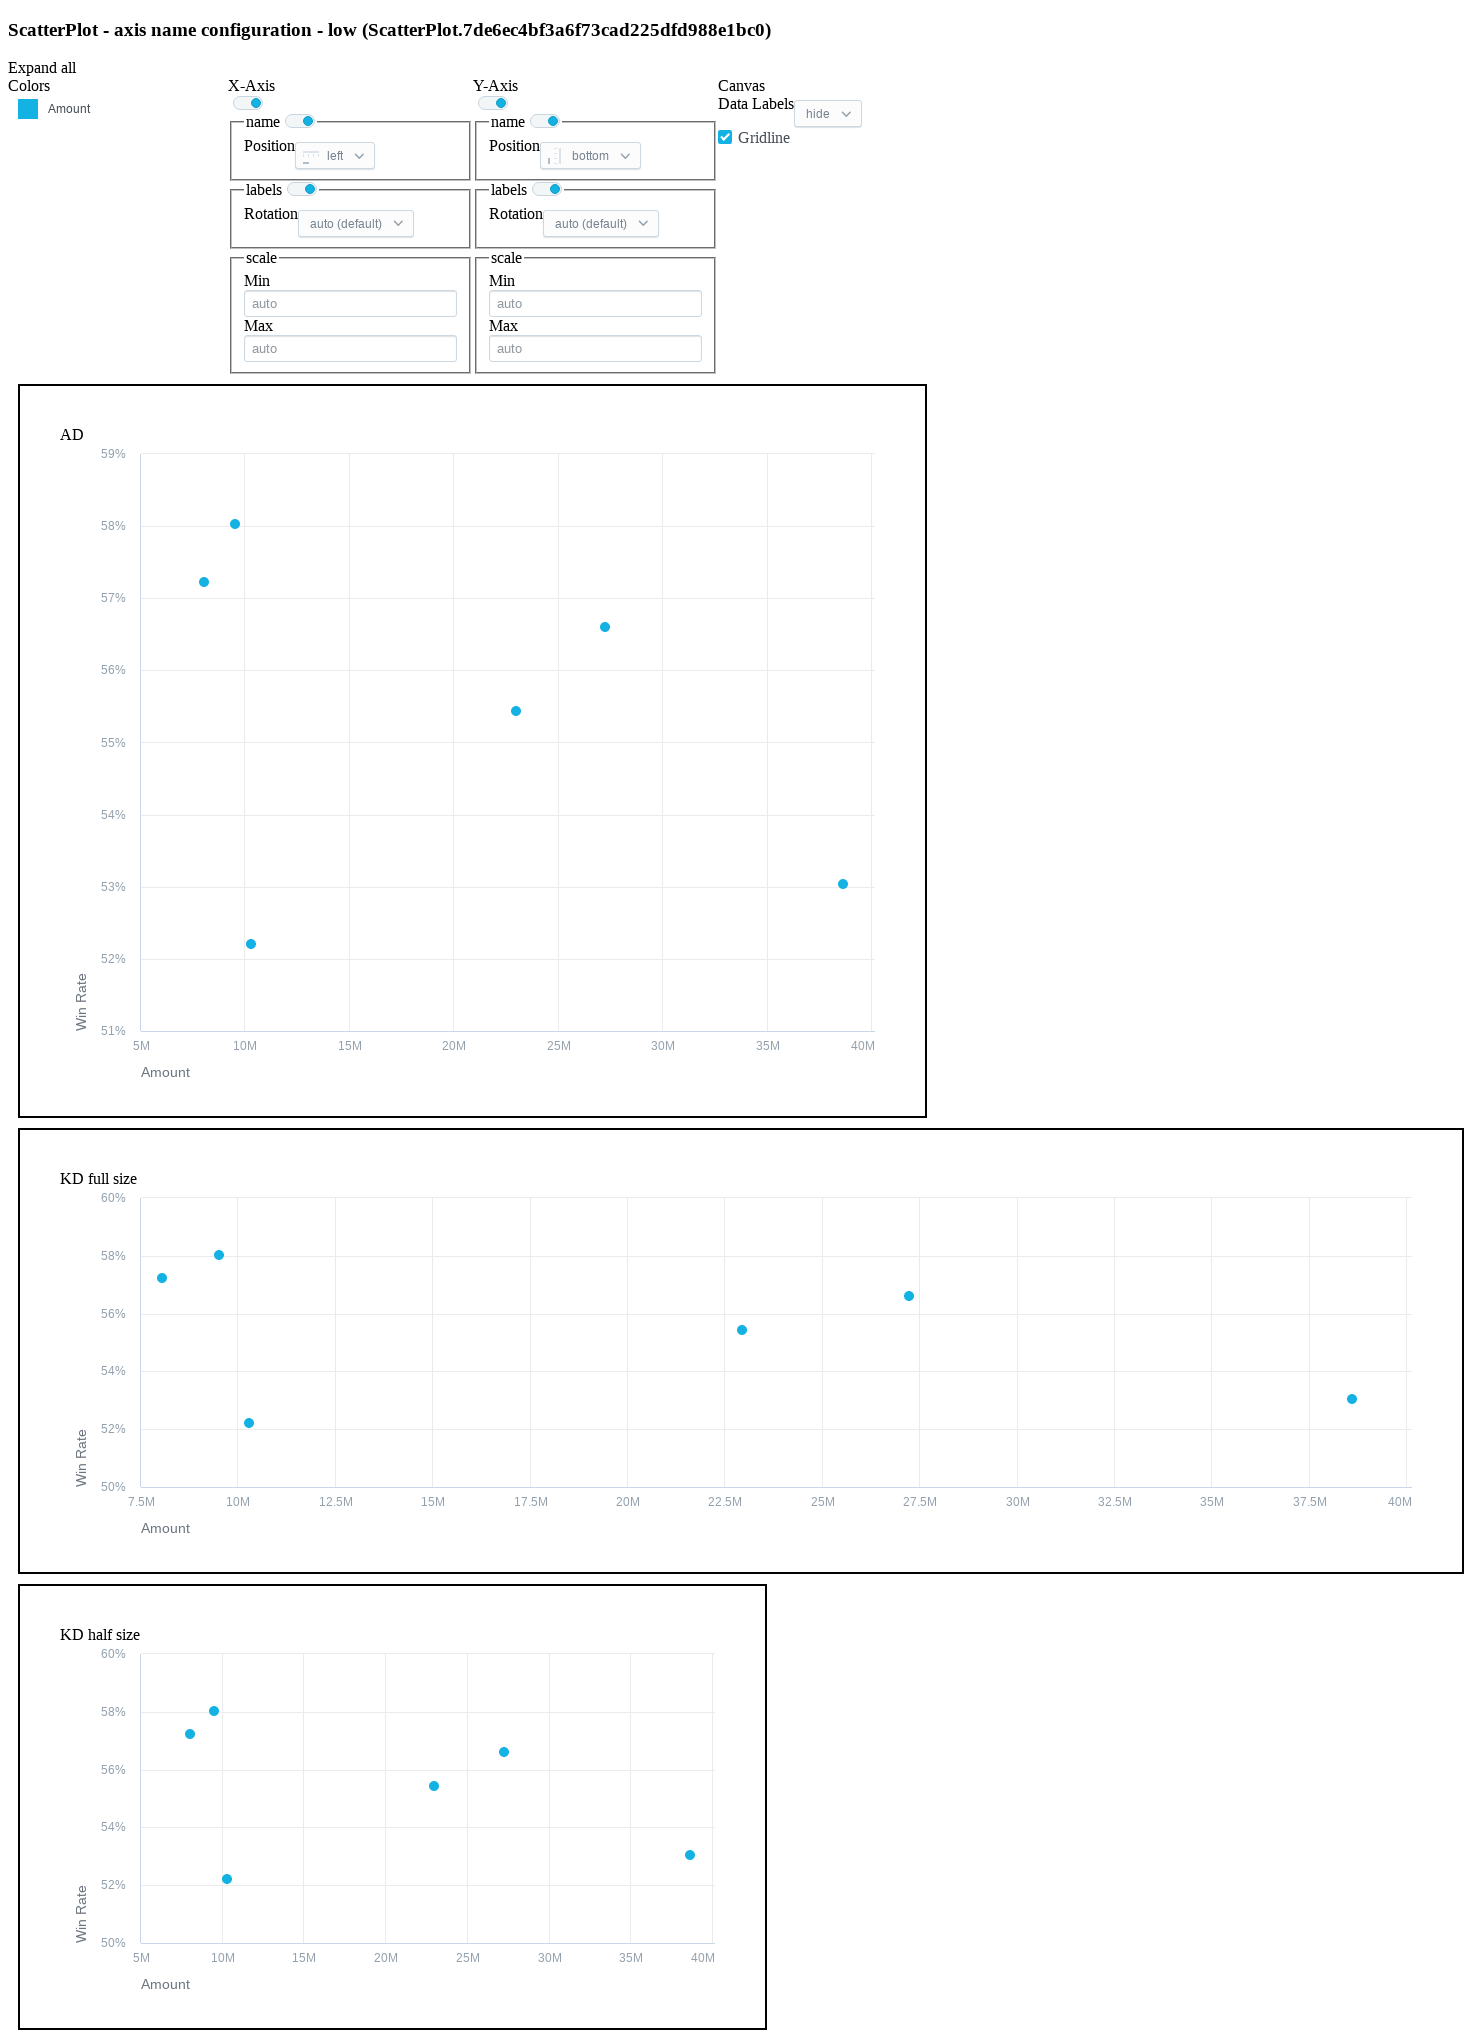 ScatterPlot - axis name configuration - low (ScatterPlot.7de6ec4bf3a6f73cad225dfd988e1bc0)
Expand all
Colors
Amount
X-Axis
name
Position left
labels
Rotation auto (default)
scale
Min
auto
Max
auto
Y-Axis
name
Position bottom
labels
Rotation auto (default)
scale
Min
auto
Max
auto
Canvas
Data Labels hide
Gridline
AD
59%
58%
57%
56%
55%
54%
53%
52%
51%
Win Rate
5M 10M 15M 20M 25M 30M 35M 40M
Amount
KD full size
60%
58%
56%
54%
52%
50%
Win Rate
7.5M 10M 12.5M 15M 17.5M 20M 22.5M 25M 27.5M 30M 32.5M 35M 37.5M 40M
Amount
KD half size
60%
58%
56%
54%
52%
50%
Win Rate
5M 10M 15M 20M 25M 30M 35M 40M
Amount